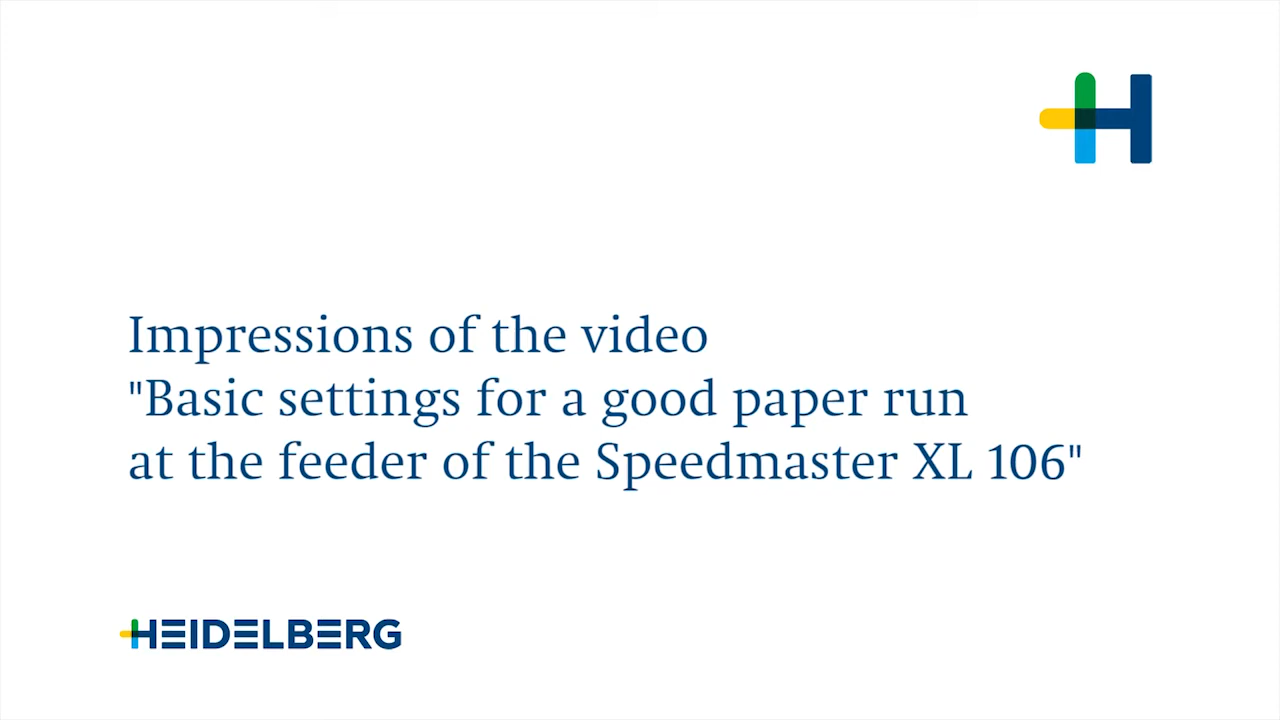 Impressions of the video
"Basic settings for a good paper run
at the feeder of the Speedmaster XL 106"
HEIDELBERG